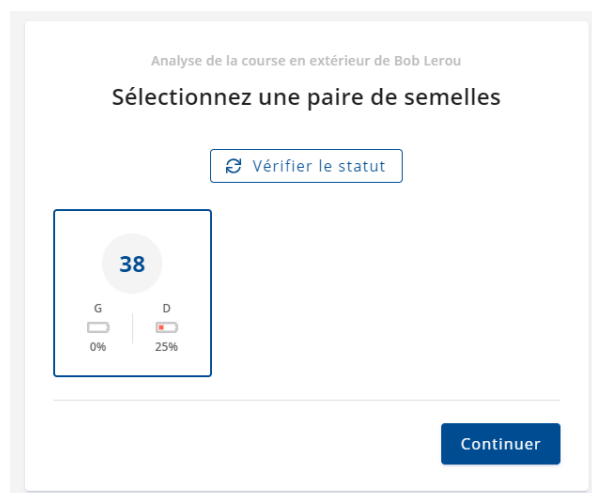 Analyse de la course en extérieur de Bob Lerou
Sélectionnez une paire de semelles
Vérifier le statut
38
G D
0% 25%
Continuer